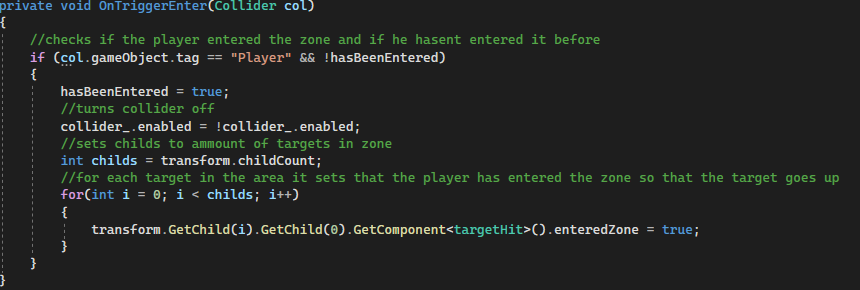 private void OnTriggerEnter(Collider col)
{
//checks if the player entered the zone and if he hasent entered it before
if (col.gameObject.tag == "Player" && !hasBeenEntered)
{
hasBeenEntered = true;
//turns collider off
collider_.enabled = !collider_.enabled;
//sets childs to ammount of targets in zone
int childs = transform.childCount;
//for each target in the area it sets that the player has entered the zone so that the target goes up
for(int i = 0; i < childs; i++)
{
transform.GetChild(i).GetChild(0).GetComponent<targetHit>().enteredZone = true;
}
}
}